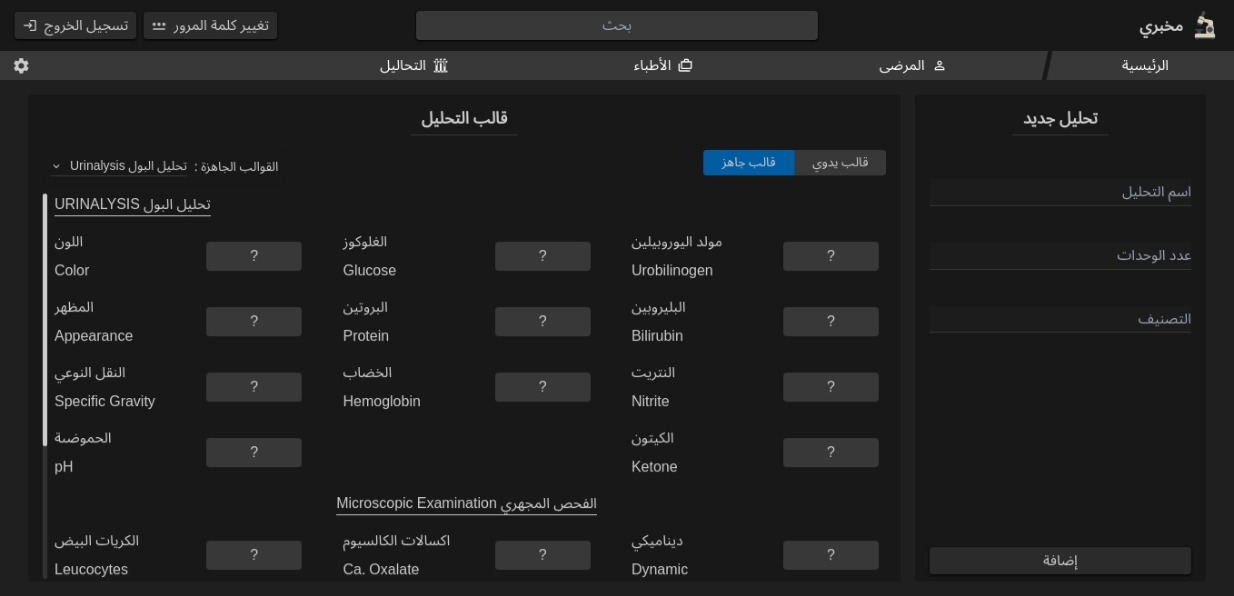 مخبري
بحث
تغيير كلمة المرور
تسجيل الخروج
الرئيسية
المرضى
الأطباء
التحاليل
تحليل جديد
اسم التحليل
عدد الوحدات
التصنيف
إضافة
قالب التحليل
قالب يدوي
قالب جاهز
القوالب الجاهزة : تحليل البول Urinalysis
تحليل البول URINALYSIS
اللون
Color
?
الغلوكوز
Glucose
?
مولد اليوروبيلين
Urobilinogen
?
المظهر
Appearance
?
البروتين
Protein
?
البليروبين
Bilirubin
?
النقل النوعي
Specific Gravity
?
الخضاب
Hemoglobin
?
النتريت
Nitrite
?
الحموضة
pH
?
الكيتون
Ketone
?
الفحص المجهري Microscopic Examination
الكريات البيض
Leucocytes
?
اكسالات الكالسيوم
Ca. Oxalate
?
ديناميكي
Dynamic
?